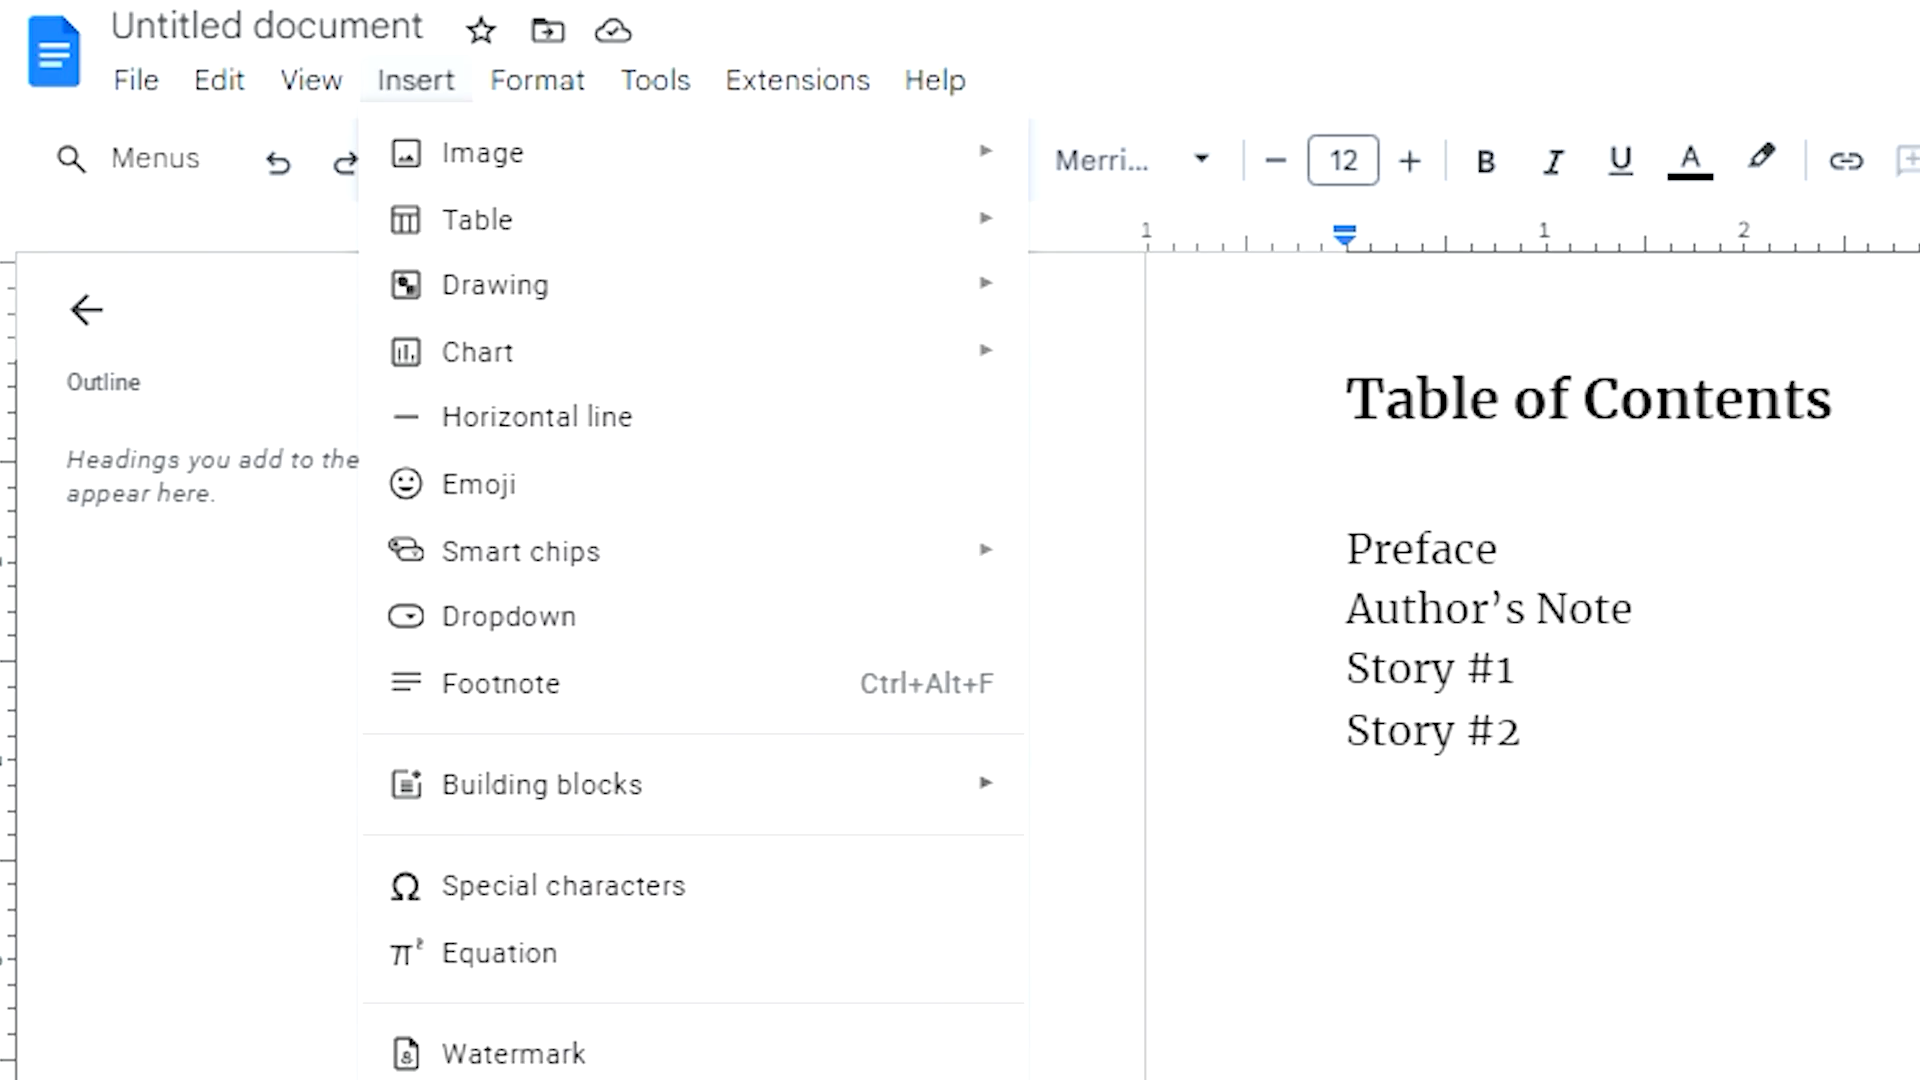 Untitled document
File Edit View Insert Format Tools Extensions Help
Menus
Merri... 12 B I U A
1 1 2
Outline
Headings you add to the
appear here.
Image
Table
Drawing
Chart
Horizontal line
Emoji
Smart chips
Dropdown
Footnote Ctrl+Alt+F
Building blocks
Ω Special characters
π² Equation
Watermark
Table of Contents
Preface
Author’s Note
Story #1
Story #2